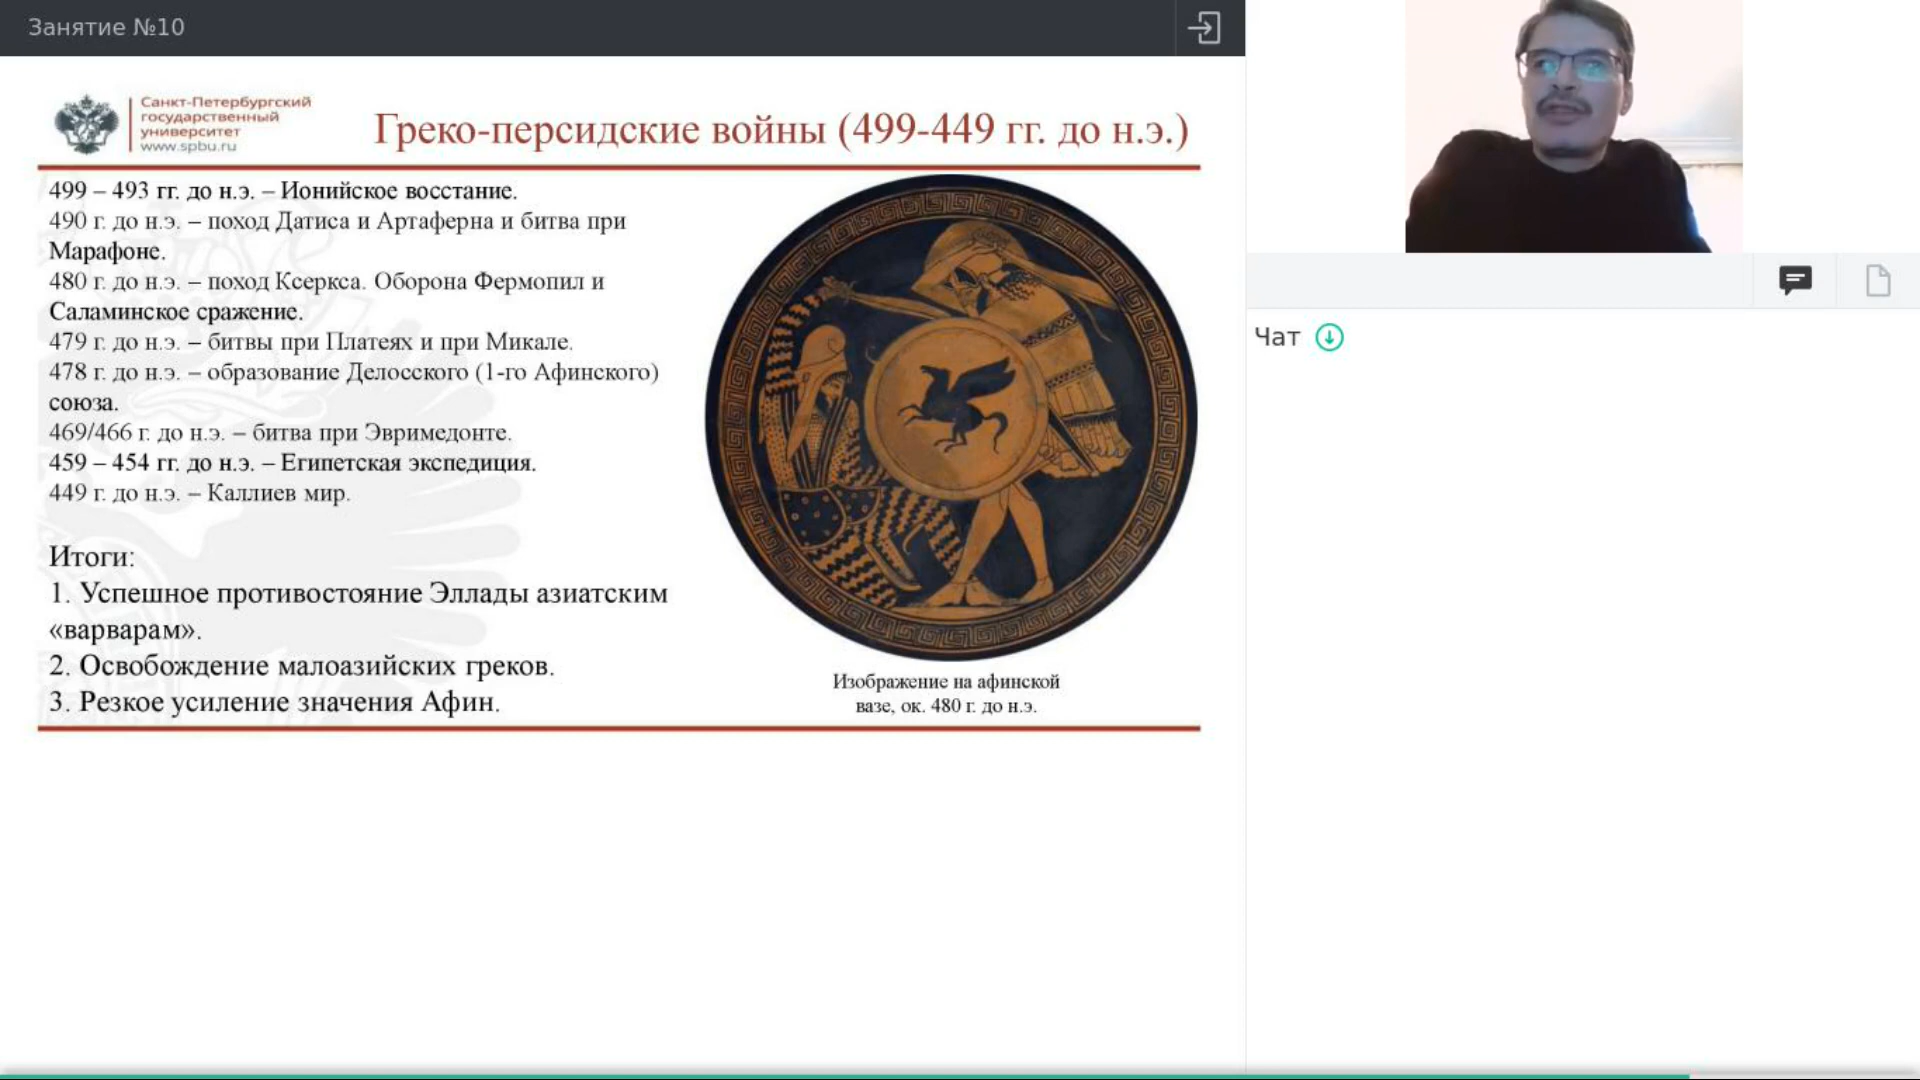 Занятие №10
Санкт-Петербургский
государственный
университет
www.spbu.ru
Греко-персидские войны (499-449 гг. до н.э.)
499 – 493 гг. до н.э. – Ионийское восстание.
490 г. до н.э. – поход Датиса и Артаферна и битва при
Марафоне.
480 г. до н.э. – поход Ксеркса. Оборона Фермопил и
Саламинское сражение.
479 г. до н.э. – битвы при Платеях и при Микале.
478 г. до н.э. – образование Делосского (1-го Афинского)
союза.
469/466 г. до н.э. – битва при Эвримедонте.
459 – 454 гг. до н.э. – Египетская экспедиция.
449 г. до н.э. – Каллиев мир.
Итоги:
1. Успешное противостояние Эллады азиатским
«варварам».
2. Освобождение малоазийских греков.
3. Резкое усиление значения Афин.
Изображение на афинской
вазе, ок. 480 г. до н.э.
Чат